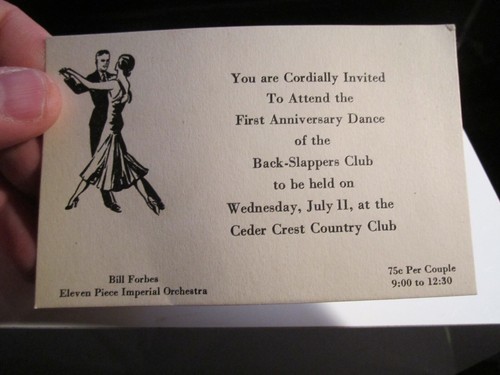 You are Cordially Invited
To Attend the
First Anniversary Dance
of the
Back-Slappers Club
to be held on
Wednesday, July 11, at the
Ceder Crest Country Club
Bill Forbes
Eleven Piece Imperial Orchestra
75c Per Couple
9:00 to 12:30